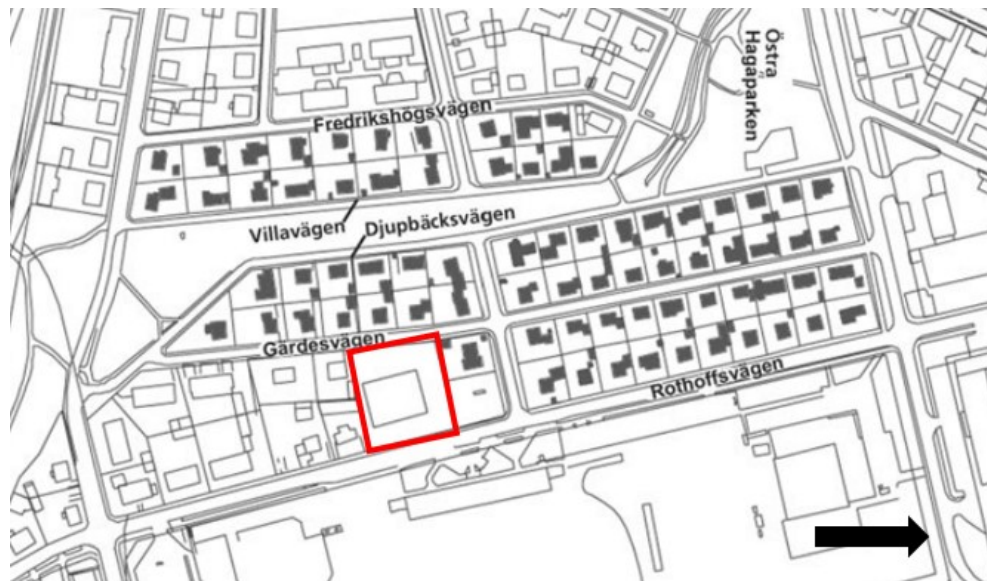 Östra
Hagaparken
Fredrikshögsvägen
Villavägen
Djupbäcksvägen
Gärdesvägen
Rothoffsvägen